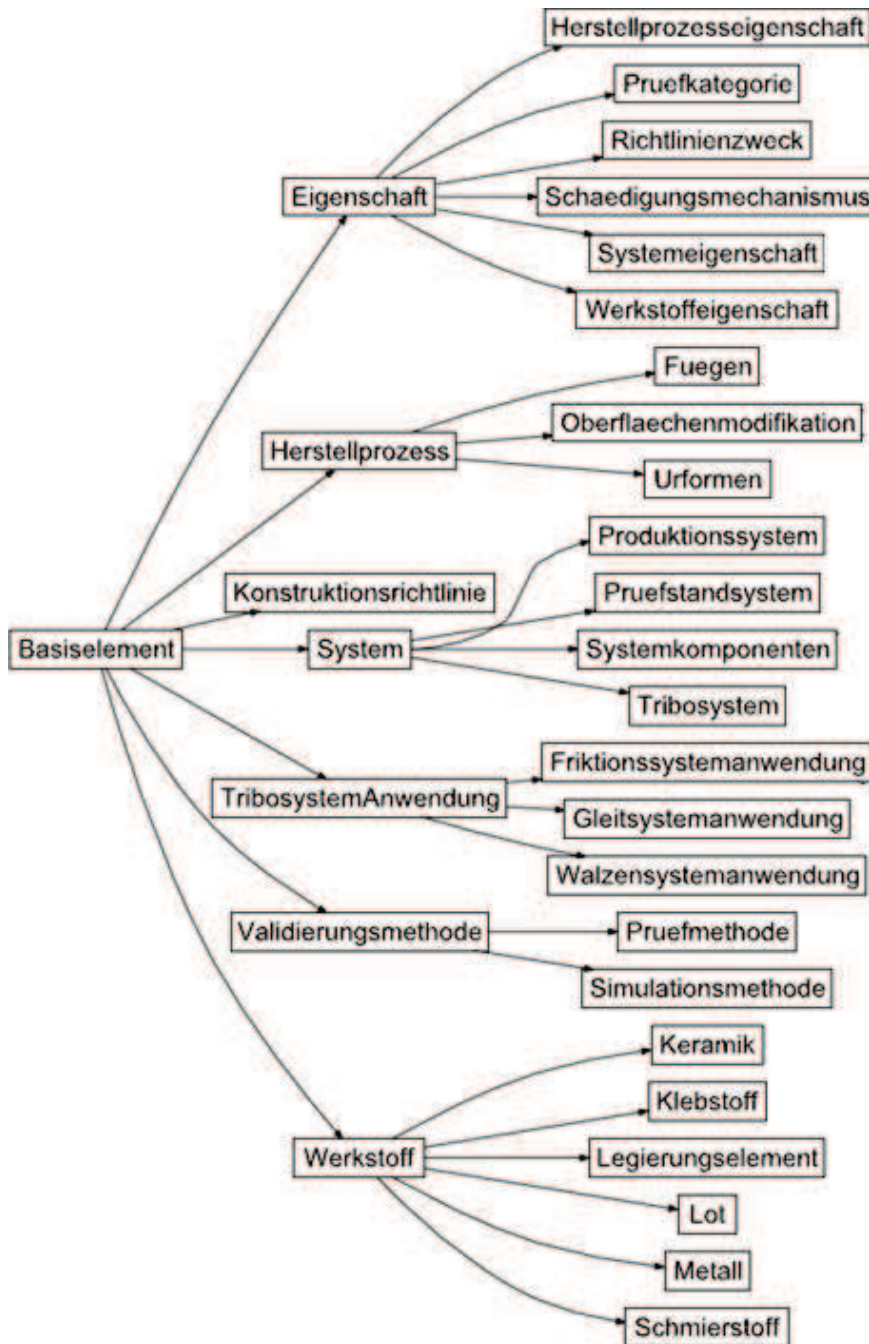 Herstellprozesseigenschaft
Pruefkategorie
Richtlinienzweck
Eigenschaft
Schaedigungsmechanismus
Systemeigenschaft
Werkstoffeigenschaft
Fuegen
Oberflaechenmodifikation
Herstellprozess
Urformen
Produktionssystem
Konstruktionsrichtlinie
Pruefstandsystem
Basiselement
System
Systemkomponenten
Tribosystem
Friktionssystemanwendung
TribosystemAnwendung
Gleitsystemanwendung
Walzensystemanwendung
Validierungsmethode
Pruefmethode
Simulationsmethode
Keramik
Klebstoff
Werkstoff
Legierungselement
Lot
Metall
Schmierstoff